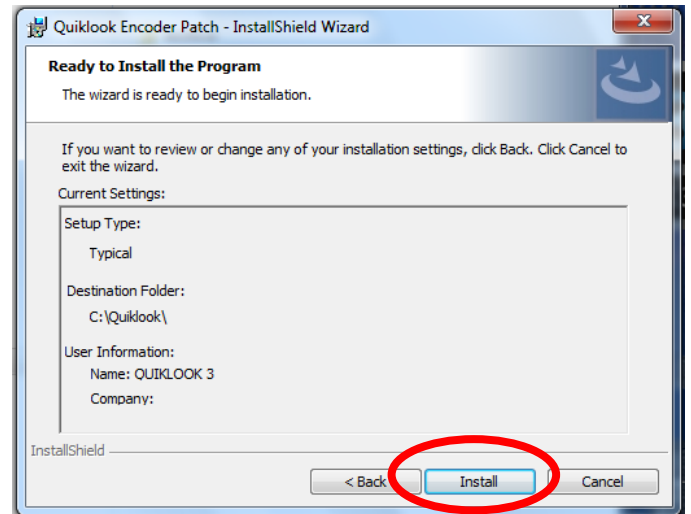 Quiklook Encoder Patch - InstallShield Wizard
X
Ready to Install the Program
The wizard is ready to begin installation.
If you want to review or change any of your installation settings, click Back. Click Cancel to
exit the wizard.
Current Settings:
Setup Type:
Typical
Destination Folder:
C:\Quiklook\
User Information:
Name: QUIKLOOK 3
Company:
InstallShield
< Back Install Cancel